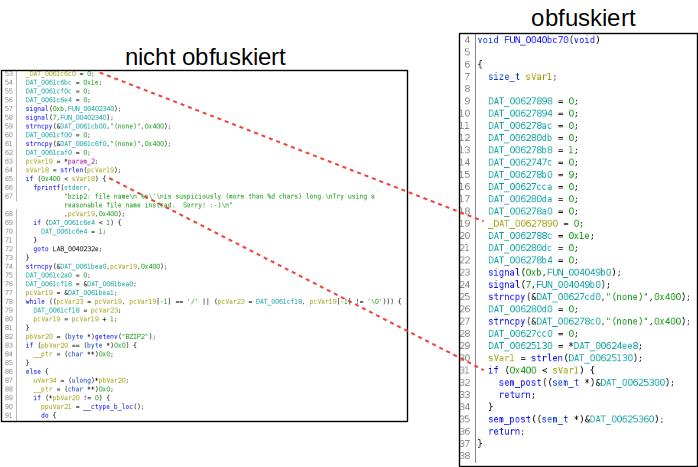 nicht obfuskiert
53 _DAT_0061c6c0 = 0;
54 DAT_0061c6bc = 0x1e;
55 DAT_0061cf0c = 0;
56 DAT_0061c6e4 = 0;
57 signal(0xb,FUN_00402340);
58 signal(7,FUN_00402340);
59 strncpy(&DAT_0061cb00,"(none)",0x400);
60 DAT_0061cf00 = 0;
61 strncpy(&DAT_0061c6f0,"(none)",0x400);
62 DAT_0061caf0 = 0;
63 pcVar19 = *param_2;
64 sVar18 = strlen(pcVar19);
65 if (0x400 < sVar18) {
66 fprintf(stderr,
67 "bzip2: file name\n\'%s\'\nis suspicious (more than %d chars) long.\nTry using a
reasonable file name instead. Sorry! :-)\n"
68 ,pcVar19,0x400);
69 if (DAT_0061c6e4 < 1) {
70 DAT_0061c6e4 = 1;
71 }
72 goto LAB_0040232e;
73 }
74 strncpy(&DAT_0061bea0,pcVar19,0x400);
75 DAT_0061c2a0 = 0;
76 DAT_0061cf18 = &DAT_0061bea0;
77 pcVar19 = &DAT_0061bea1;
78 while ((pcVar23 = pcVar19, pcVar19[-1] == '/' || (pcVar23 = DAT_0061cf18, pcVar19[-1] != '\0'))) {
79 DAT_0061cf18 = pcVar23;
80 pcVar19 = pcVar19 + 1;
81 }
82 pbVar20 = (byte *)getenv("BZIP2");
83 if (pbVar20 == (byte *)0x0) {
84 __ptr = (char **)0x0;
85 }
86 else {
87 uVar34 = (ulong)*pbVar20;
88 __ptr = (char **)0x0;
89 if (*pbVar20 != 0) {
90 ppuVar21 = __ctype_b_loc();
91 do {
obfuskiert
4 void FUN_0040bc70(void)
5
6 {
7 size_t sVar1;
8
9 DAT_00627898 = 0;
10 DAT_00627894 = 0;
11 DAT_006278ac = 0;
12 DAT_006280db = 0;
13 DAT_006278b8 = 1;
14 DAT_0062747c = 0;
15 DAT_006278b0 = 9;
16 DAT_00627cca = 0;
17 DAT_006280da = 0;
18 DAT_006278a0 = 0;
19 _DAT_00627890 = 0;
20 DAT_0062788c = 0x1e;
21 DAT_006280dc = 0;
22 DAT_006278b4 = 0;
23 signal(0xb,FUN_004049b0);
24 signal(7,FUN_004049b0);
25 strncpy(&DAT_00627cd0,"(none)",0x400);
26 DAT_006280d0 = 0;
27 strncpy(&DAT_006278c0,"(none)",0x400);
28 DAT_00627cc0 = 0;
29 DAT_00625130 = *DAT_00624ee8;
30 sVar1 = strlen(DAT_00625130);
31 if (0x400 < sVar1) {
32 sem_post((sem_t *)&DAT_00625300);
33 return;
34 }
35 sem_post((sem_t *)&DAT_00625360);
36 return;
37 }
38